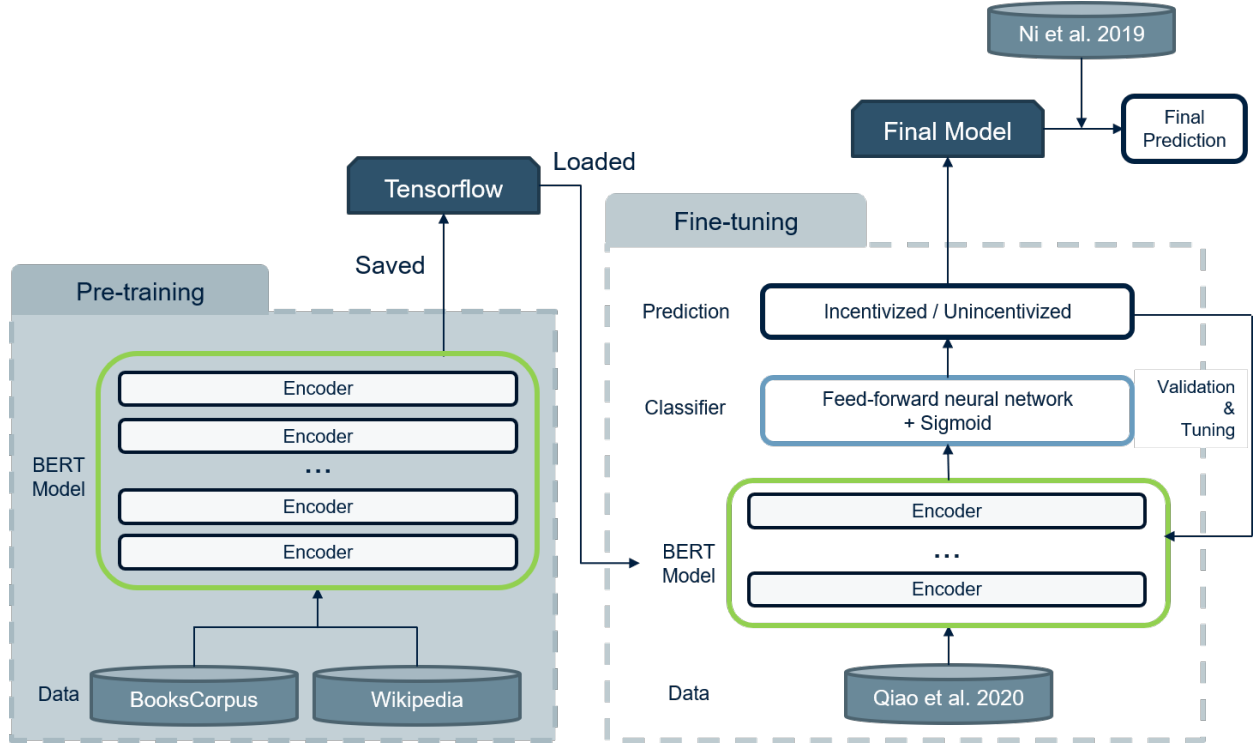 Ni et al. 2019
Final Model
Final
Prediction
Tensorflow
Loaded
Saved
Pre-training
Encoder
Encoder
...
Encoder
Encoder
BERT
Model
Data
BooksCorpus
Wikipedia
Fine-tuning
Prediction
Incentivized / Unincentivized
Classifier
Feed-forward neural network
+ Sigmoid
Validation
&
Tuning
BERT
Model
Encoder
...
Encoder
Data
Qiao et al. 2020